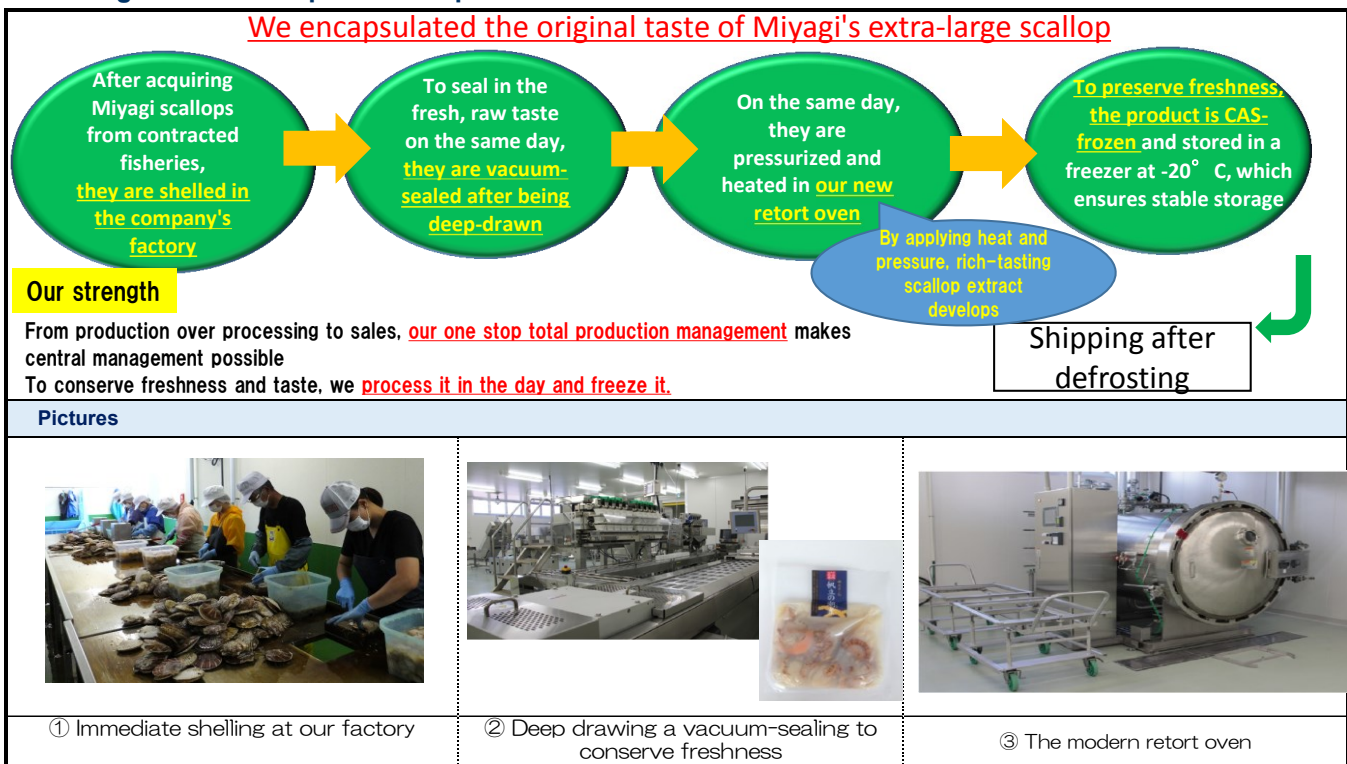 We encapsulated the original taste of Miyagi's extra-large scallop
After acquiring
Miyagi scallops
from contracted
fisheries,
they are shelled in
the company's
factory
To seal in the
fresh, raw taste
on the same day,
they are vacuum-
sealed after being
deep-drawn
On the same day,
they are
pressurized and
heated in our new
retort oven
By applying heat and
pressure, rich-tasting
scallop extract
develops
To preserve freshness,
the product is CAS-
frozen and stored in a
freezer at -20°C, which
ensures stable storage
Our strength
From production over processing to sales, our one stop total production management makes
central management possible
To conserve freshness and taste, we process it in the day and freeze it.
Shipping after
defrosting
Pictures
① Immediate shelling at our factory
② Deep drawing a vacuum-sealing to
conserve freshness
③ The modern retort oven